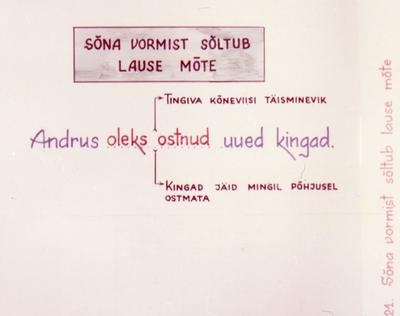 SÕNA VORMIST SÕLTUB
LAUSE MÕTE
TINGIVA KÕNEVIISI TÄISMINEVIK
Andrus oleks ostnud uued kingad.
KINGAD JÄID MINGIL PÕHJUSEL
OSTMATA
21. Sõna vormist sõltub lause mõte